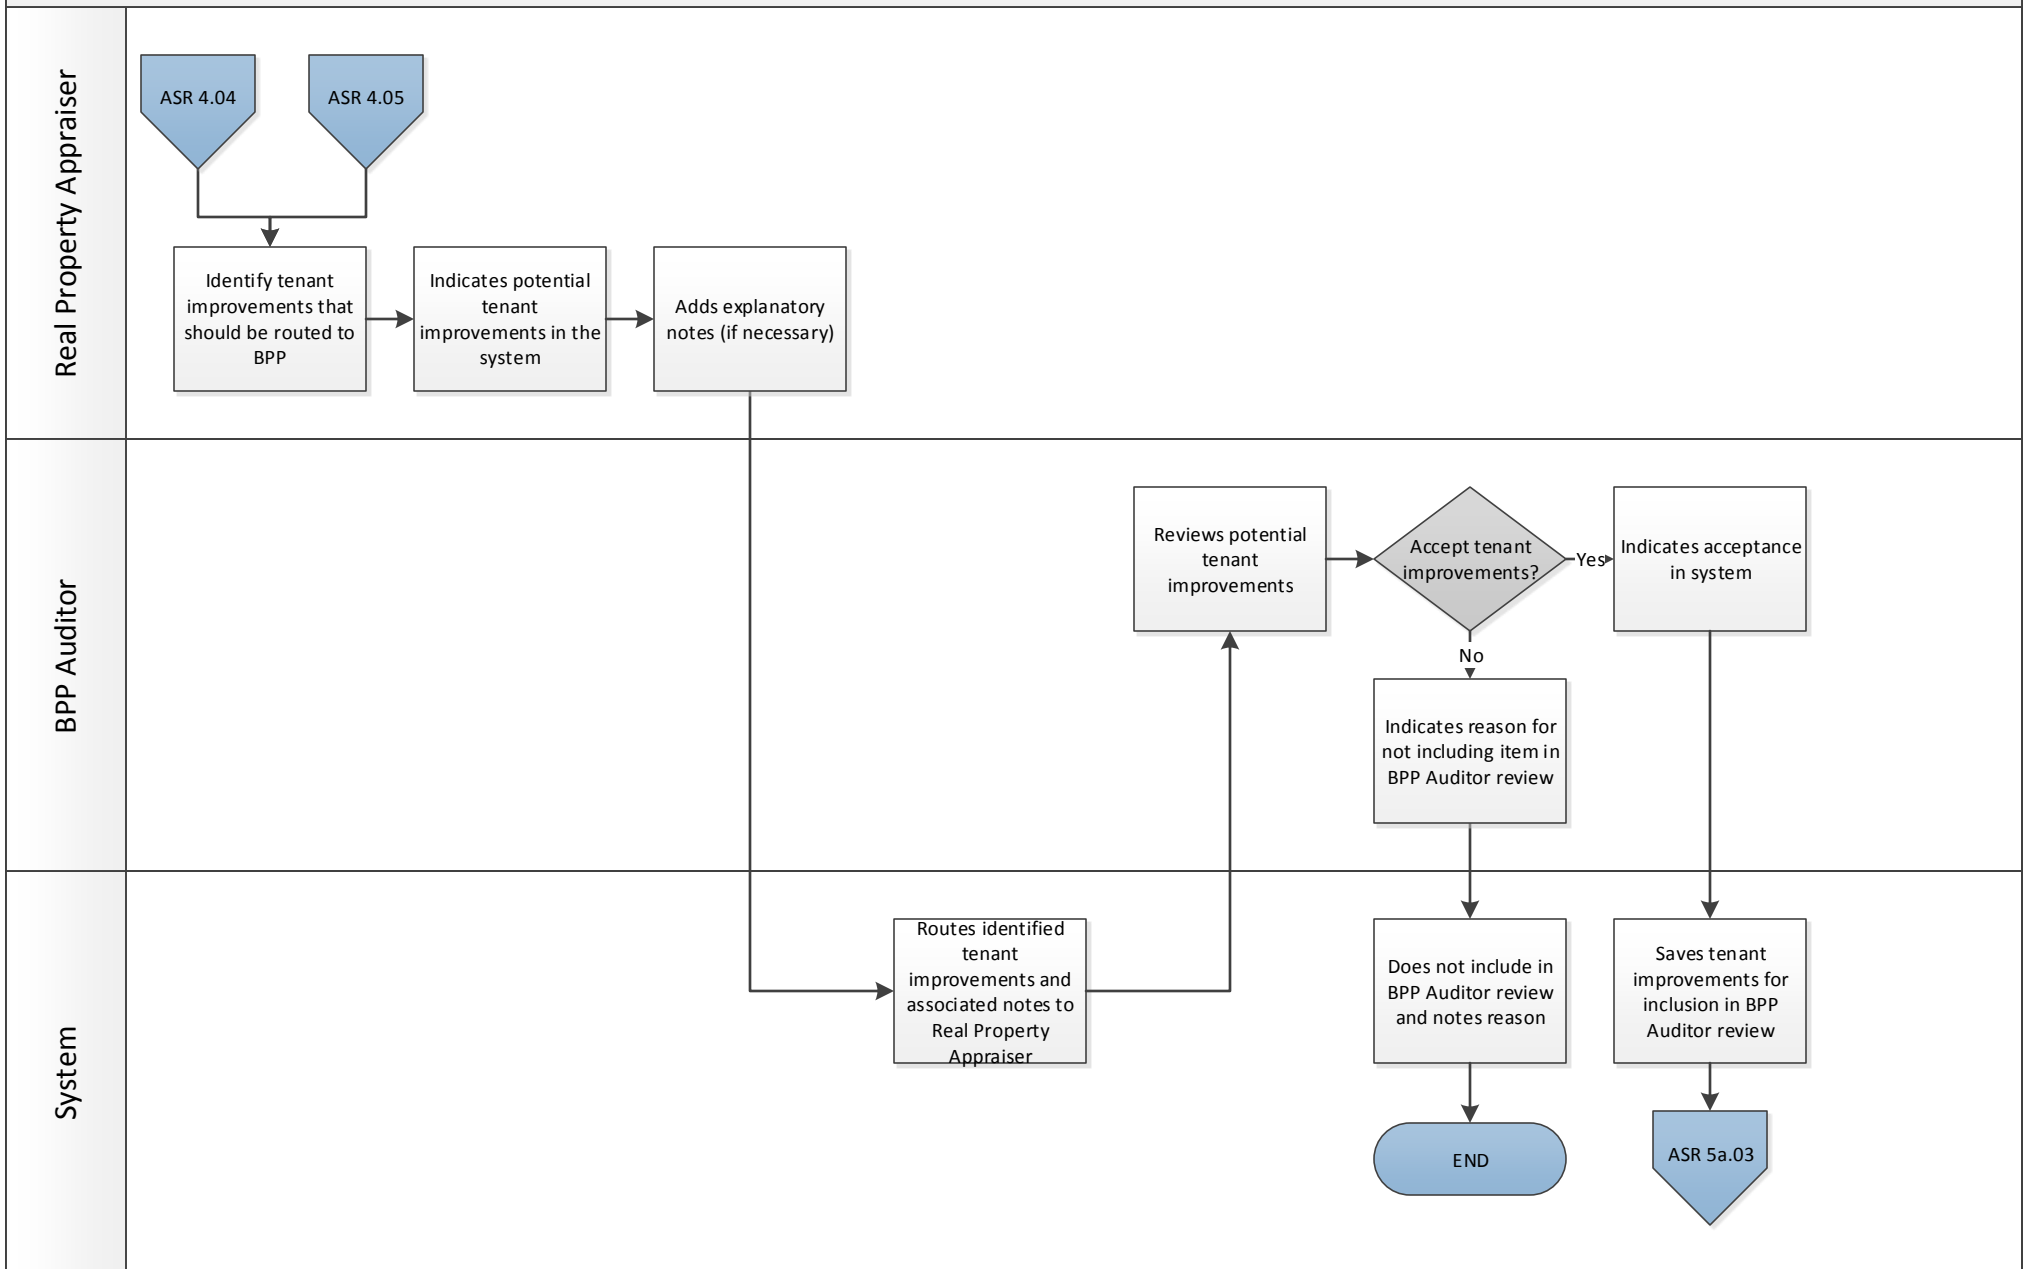 Real Property Appraiser
ASR 4.04
ASR 4.05
Identify tenant
improvements that
should be routed to
BPP
Indicates potential
tenant
improvements in the
system
Adds explanatory
notes (if necessary)
BPP Auditor
Reviews potential
tenant
improvements
Accept tenant
improvements?
Yes
Indicates acceptance
in system
No
Indicates reason for
not including item in
BPP Auditor review
System
Routes identified
tenant
improvements and
associated notes to
Real Property
Appraiser
Does not include in
BPP Auditor review
and notes reason
Saves tenant
improvements for
inclusion in BPP
Auditor review
END
ASR 5a.03